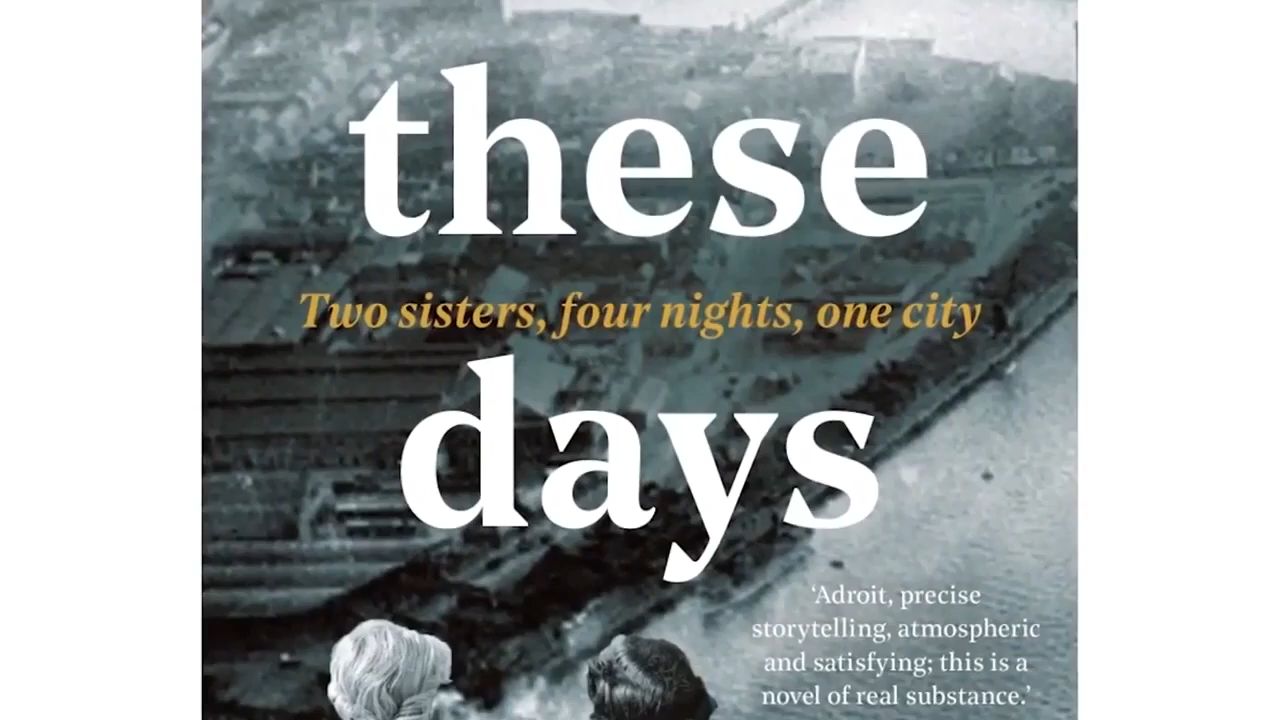 these
Two sisters, four nights, one city
days
‘Adroit, precise
storytelling, atmospheric
and satisfying; this is a
novel of real substance.’